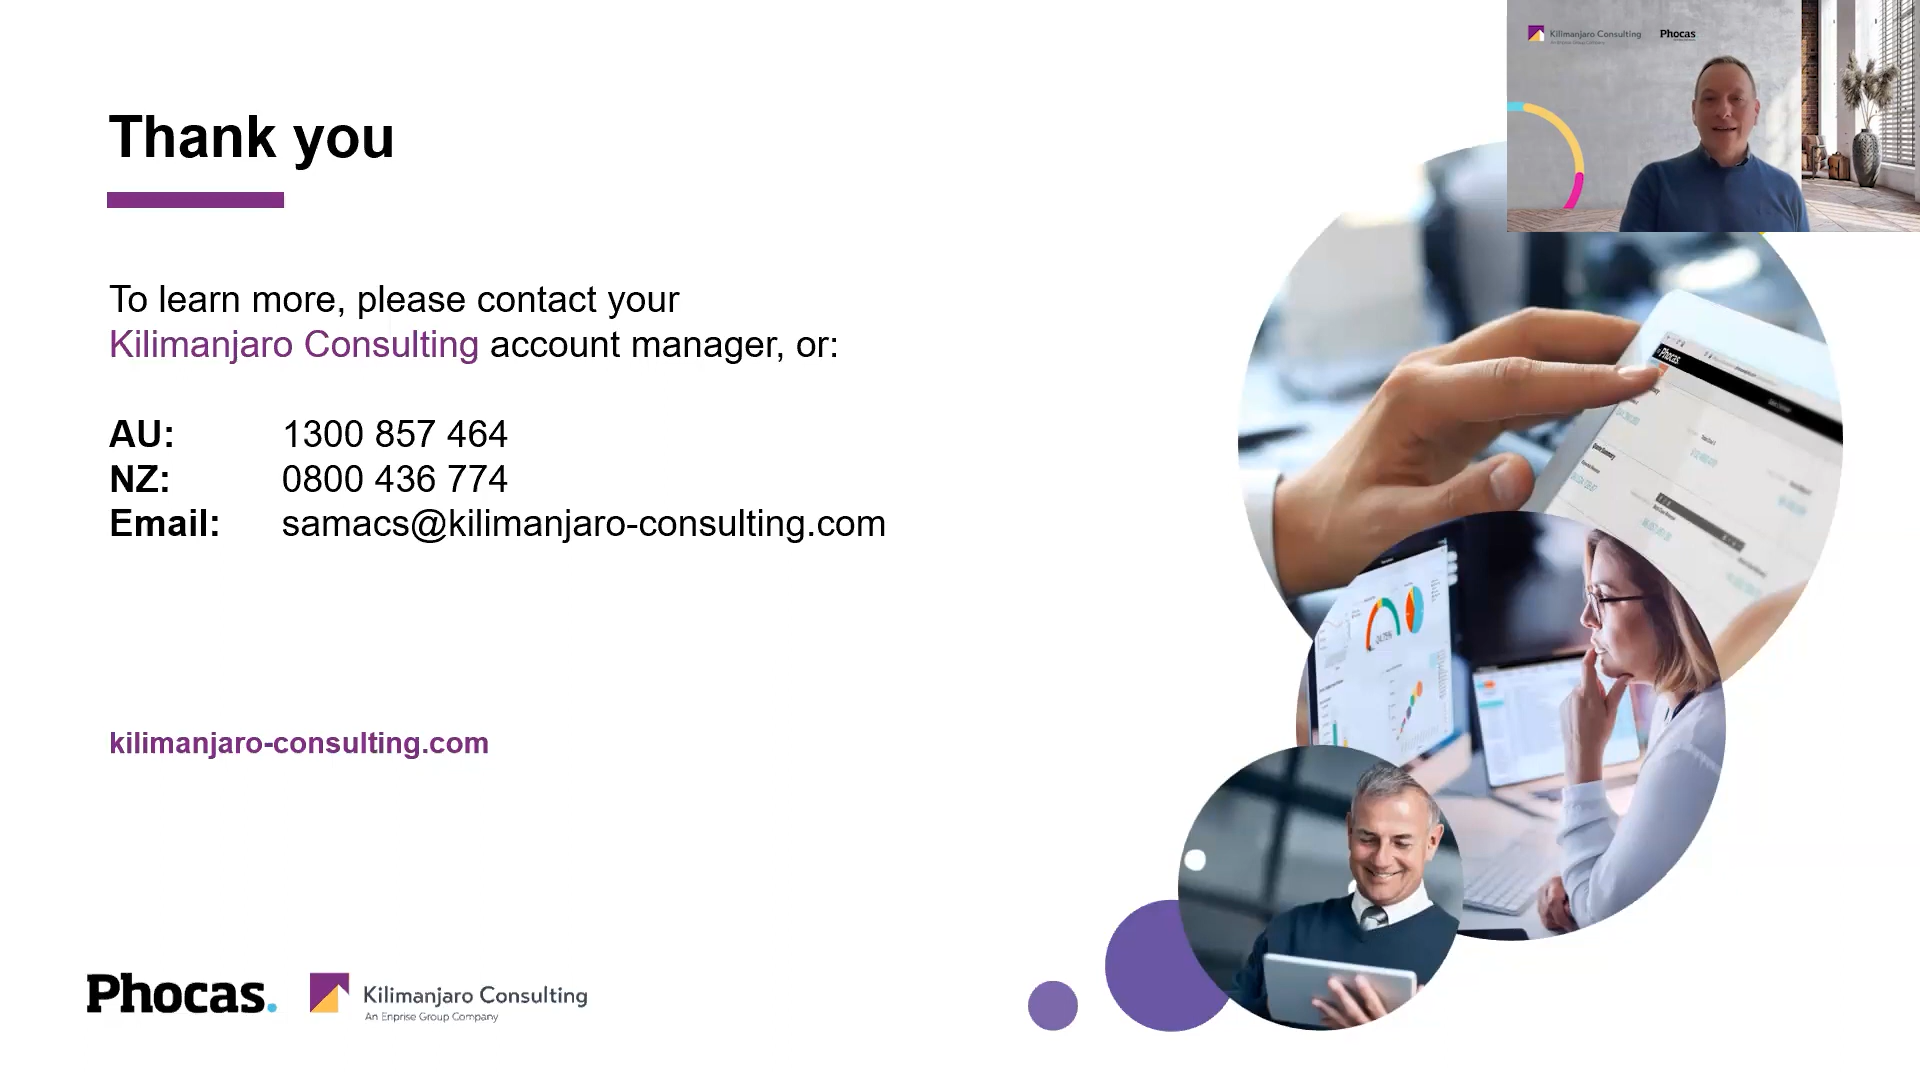 Thank you
To learn more, please contact your
Kilimanjaro Consulting account manager, or:
AU: 1300 857 464
NZ: 0800 436 774
Email: samacs@kilimanjaro-consulting.com
kilimanjaro-consulting.com
Phocas.
Kilimanjaro Consulting
An Enprise Group Company
Kilimanjaro Consulting
Phocas
Phocas